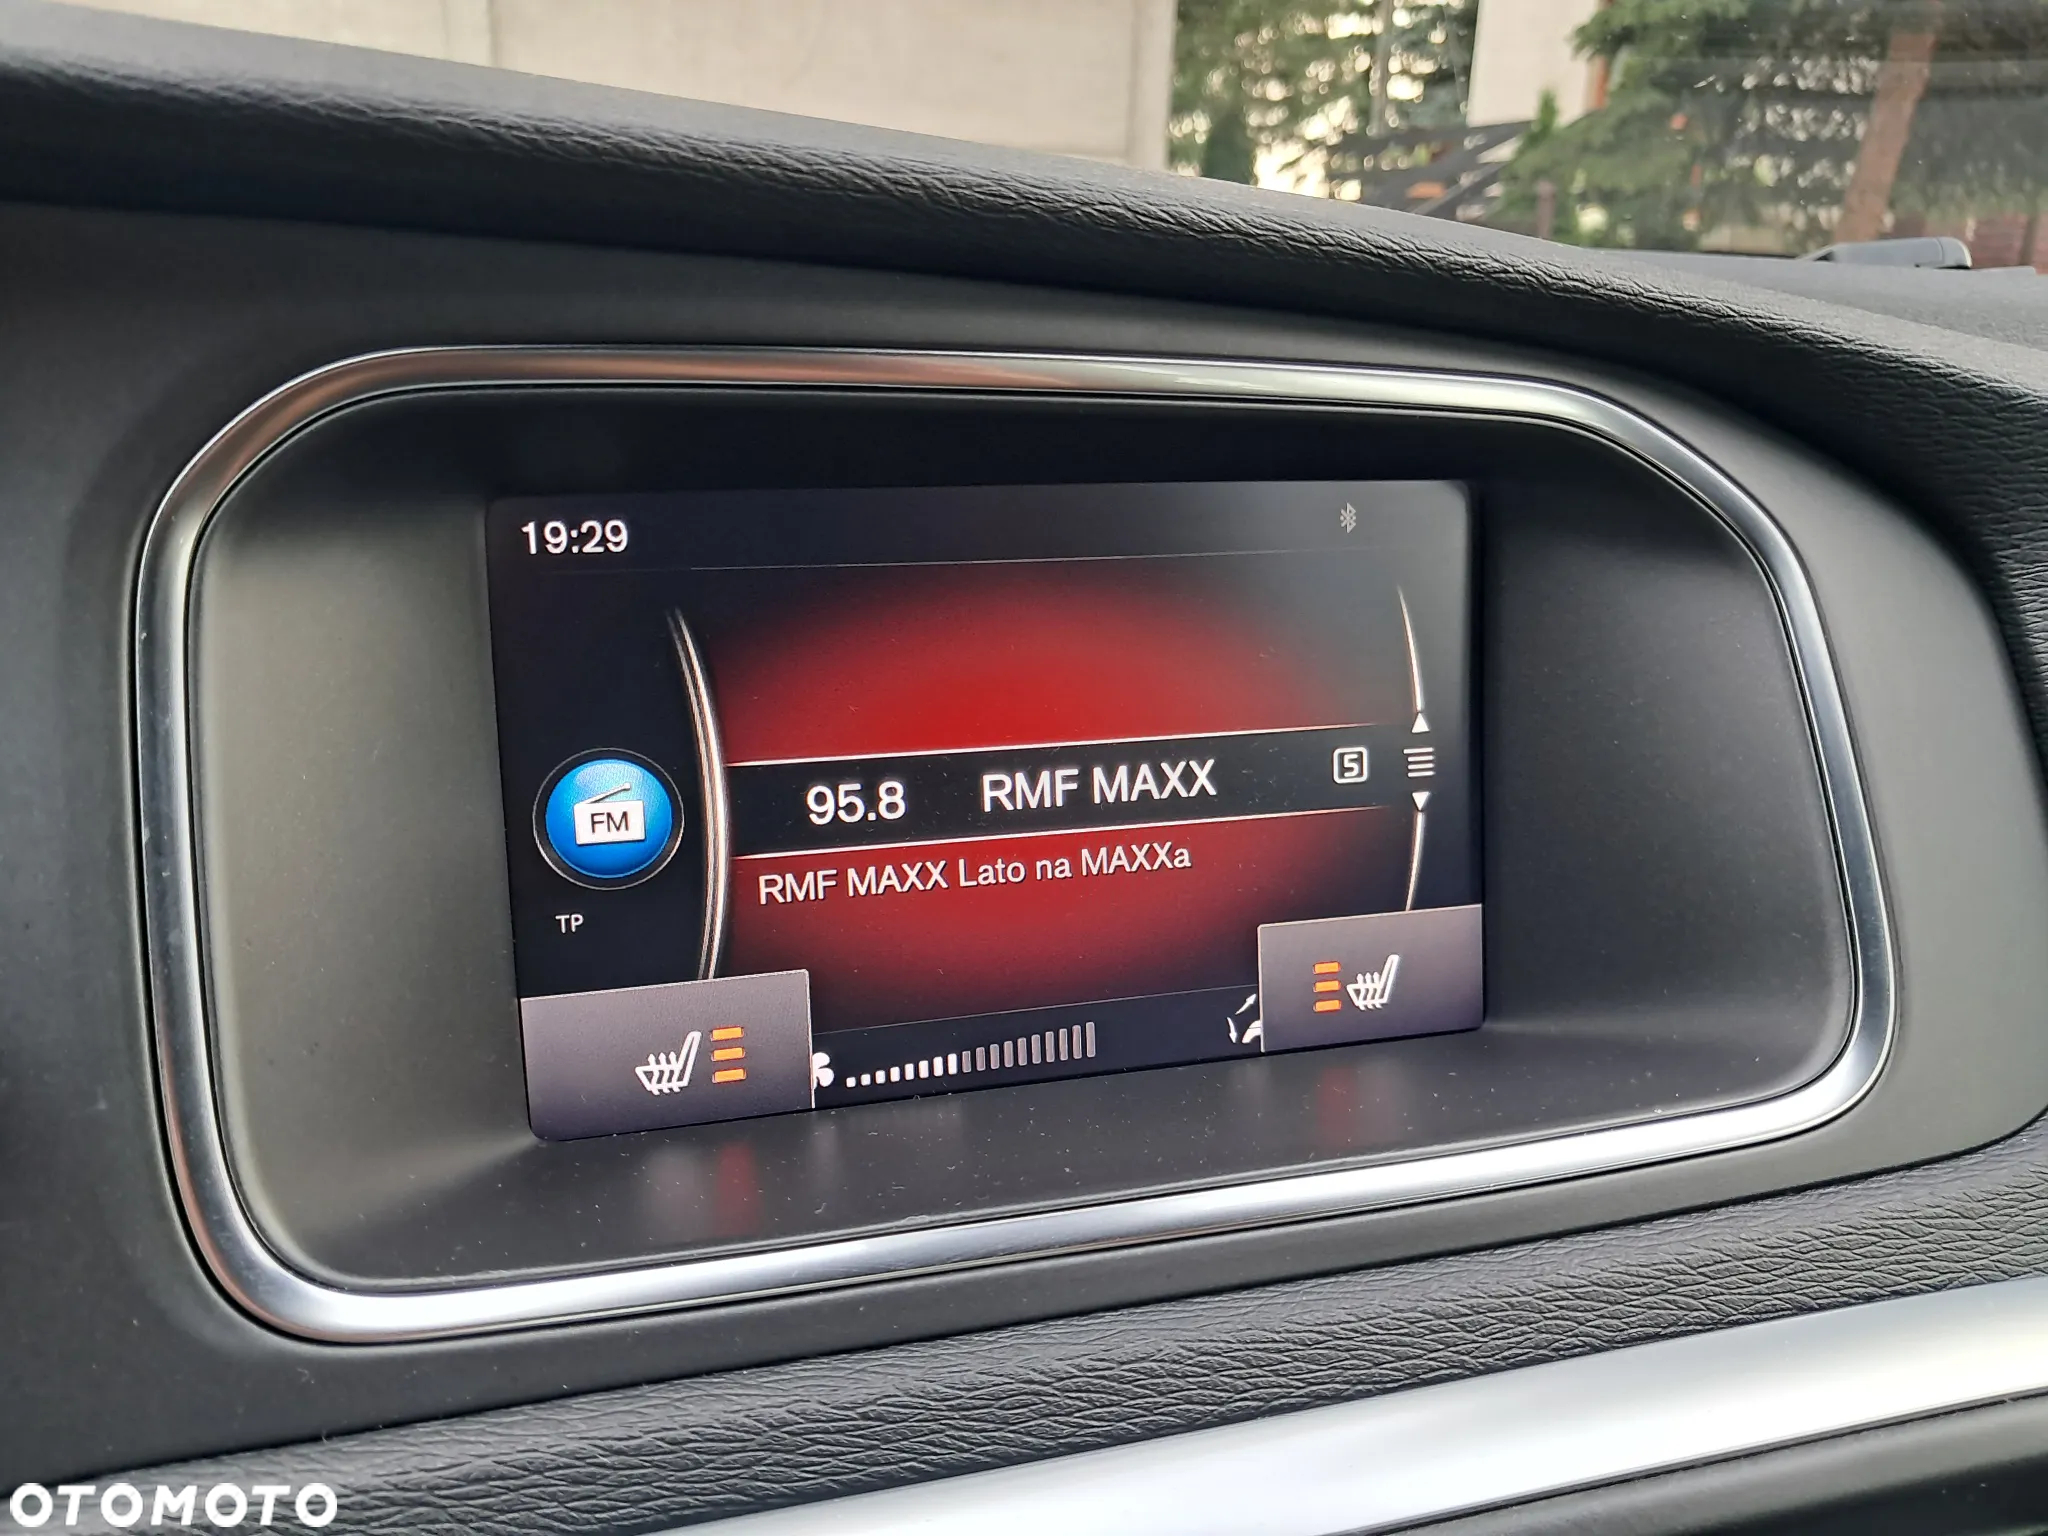 19:29
95.8 RMF MAXX 5
FM
RMF MAXX Lato na MAXXa
TP
OTOMOTO